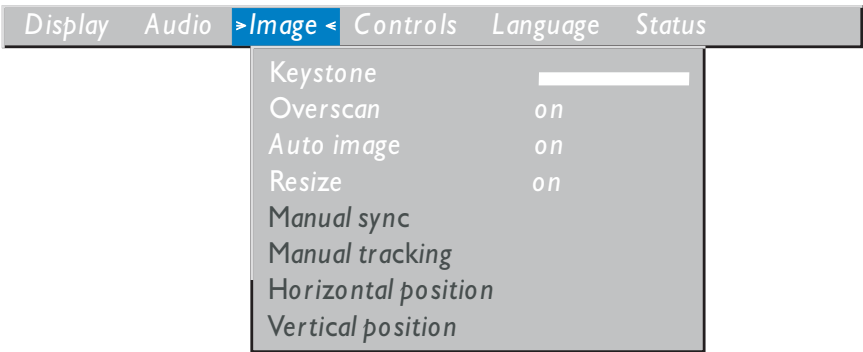 Display Audio >Image < Controls Language Status
Keystone
Overscan on
Auto image on
Resize on
Manual sync
Manual tracking
Horizontal position
Vertical position